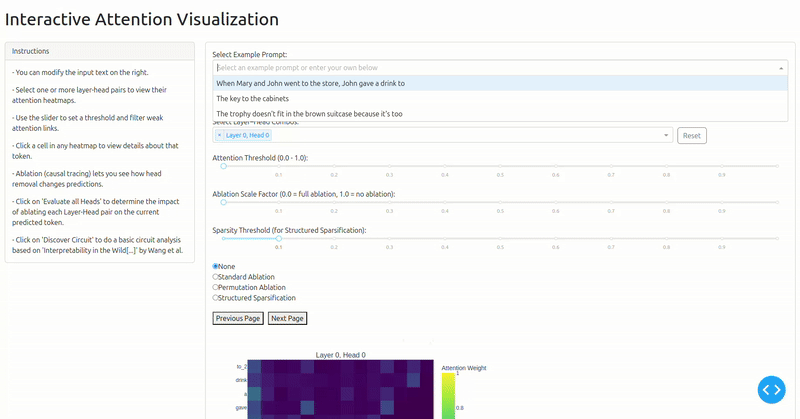 Interactive Attention Visualization
Instructions
- You can modify the input text on the right.
- Select one or more layer-head pairs to view their
attention heatmaps.
- Use the slider to set a threshold and filter weak
attention links.
- Click a cell in any heatmap to view details about that
token.
- Ablation (causal tracing) lets you see how head
removal changes predictions.
- Click on 'Evaluate all Heads' to determine the impact
of ablating each Layer-Head pair on the current
predicted token.
- Click on 'Discover Circuit' to do a basic circuit analysis
based on 'Interpretability in the Wild[...]' by Wang et al.
Select Example Prompt:
Select an example prompt or enter your own below
When Mary and John went to the store, John gave a drink to
The key to the cabinets
The trophy doesn't fit in the brown suitcase because it's too
Select Layer-Head Combos:
× Layer 0, Head 0
Reset
Attention Threshold (0.0 - 1.0):
0.1 0.2 0.3 0.4 0.5 0.6 0.7 0.8 0.9
Ablation Scale Factor (0.0 = full ablation, 1.0 = no ablation):
0.1 0.2 0.3 0.4 0.5 0.6 0.7 0.8 0.9
Sparsity Threshold (for Structured Sparsification):
0.1 0.2 0.3 0.4 0.5 0.6 0.7 0.8 0.9
None
Standard Ablation
Permutation Ablation
Structured Sparsification
Previous Page Next Page
Layer 0, Head 0
Attention Weight
to_2
drink
a
gave
1
0.8